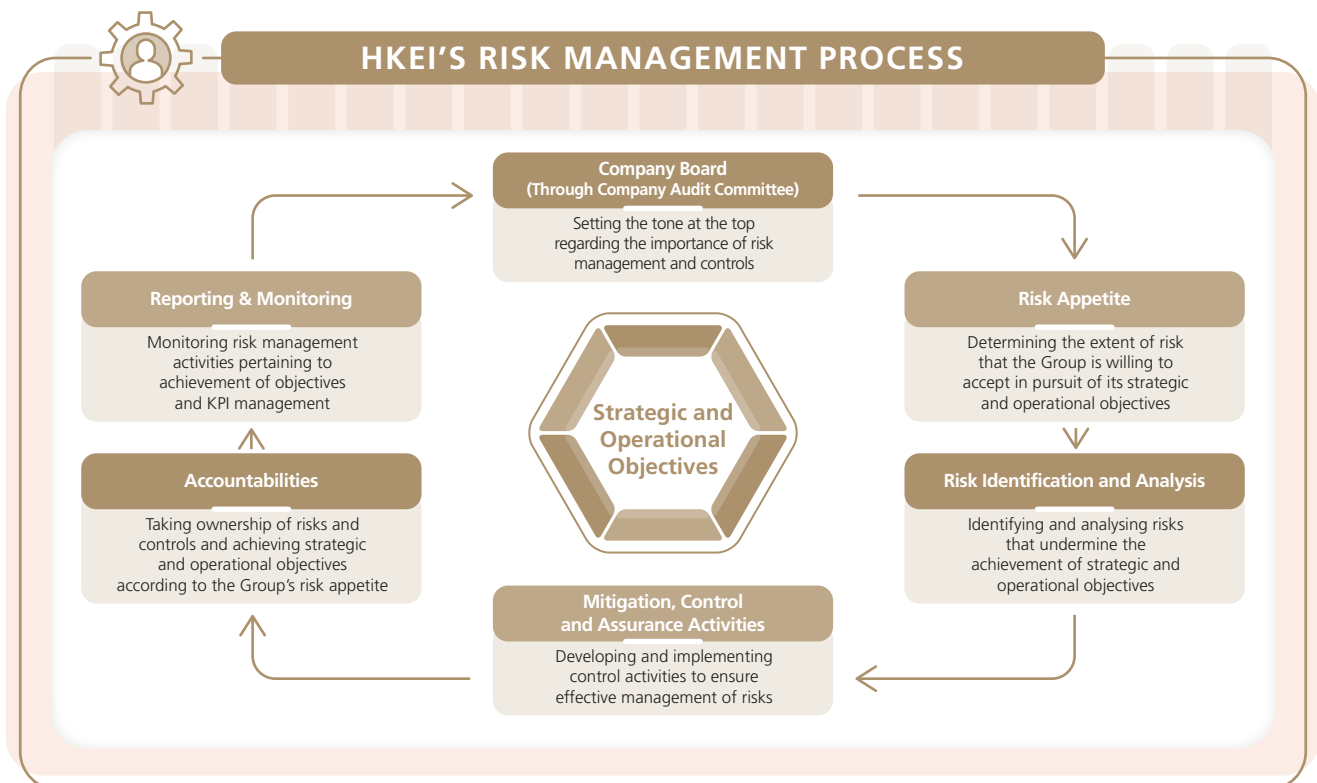 HKEI'S RISK MANAGEMENT PROCESS
Company Board
(Through Company Audit Committee)
Setting the tone at the top
regarding the importance of risk
management and controls
Risk Appetite
Determining the extent of risk
that the Group is willing to
accept in pursuit of its strategic
and operational objectives
Risk Identification and Analysis
Identifying and analysing risks
that undermine the
achievement of strategic and
operational objectives
Mitigation, Control
and Assurance Activities
Developing and implementing
control activities to ensure
effective management of risks
Accountabilities
Taking ownership of risks and
controls and achieving strategic
and operational objectives
according to the Group's risk appetite
Reporting & Monitoring
Monitoring risk management
activities pertaining to
achievement of objectives
and KPI management
Strategic and
Operational
Objectives